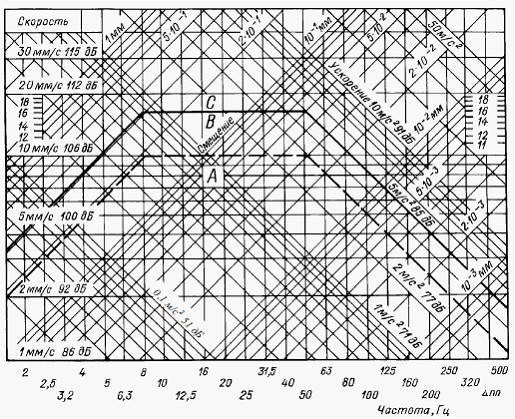 Скорость
30 мм/с 115 дБ
20 мм/с 112 дБ
18
16
14
12
10 мм/с 106 дБ
5 мм/с 100 дБ
2 мм/с 92 дБ
1 мм/с 86 дБ
1 мм
5·10⁻¹
2·10⁻¹
10⁻¹ мм
5·10⁻²
2·10⁻²
50 м/с²
Ускорение 10 м/с² 91 дБ
10⁻² мм
Смещение
C
B
A
18
16
14
12
11
5·10⁻³
5 м/с² 85 дБ
2·10⁻³
10⁻³ мм
2 м/с² 77 дБ
1 м/с² 71 дБ
0,1 м/с² 51 дБ
2 4 5 8 10 16 20 31,5 40 50 63 80 125 160 250 500
2,5 3,2 6,3 12,5 25 100 200 320 Δпп
Частота, Гц